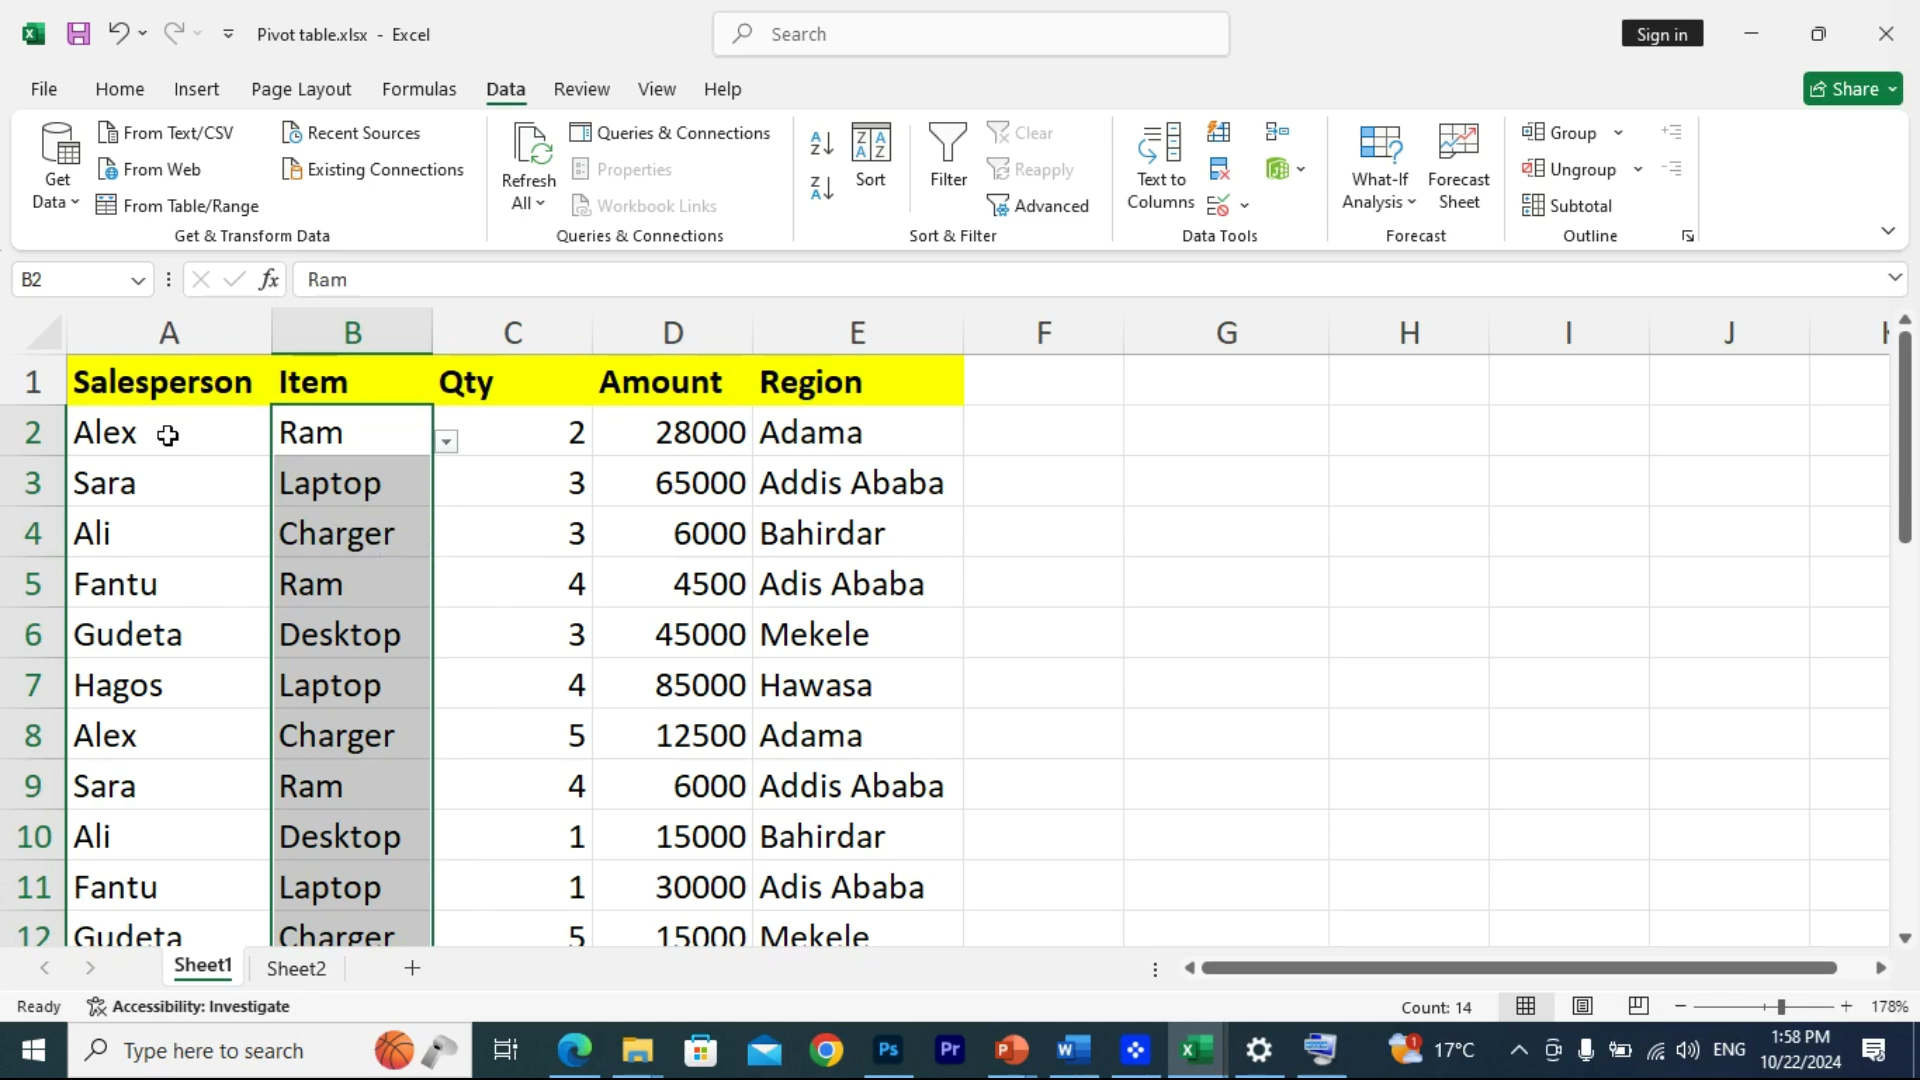 Pivot table.xlsx - Excel
Search
Sign in
File Home Insert Page Layout Formulas Data Review View Help
Share
Get Data
From Text/CSV
From Web
From Table/Range
Recent Sources
Existing Connections
Get & Transform Data
Refresh All
Queries & Connections
Properties
Workbook Links
Queries & Connections
Sort
Filter
Clear
Reapply
Advanced
Sort & Filter
Text to Columns
Data Tools
What-If Analysis
Forecast Sheet
Forecast
Group
Ungroup
Subtotal
Outline
B2 fx Ram
A B C D E F G H I J
1 Salesperson Item Qty Amount Region
2 Alex Ram 2 28000 Adama
3 Sara Laptop 3 65000 Addis Ababa
4 Ali Charger 3 6000 Bahirdar
5 Fantu Ram 4 4500 Adis Ababa
6 Gudeta Desktop 3 45000 Mekele
7 Hagos Laptop 4 85000 Hawasa
8 Alex Charger 5 12500 Adama
9 Sara Ram 4 6000 Addis Ababa
10 Ali Desktop 1 15000 Bahirdar
11 Fantu Laptop 1 30000 Adis Ababa
12 Gudeta Charger 5 15000 Mekele
Sheet1 Sheet2
Ready Accessibility: Investigate Count: 14 178%
Type here to search
17°C ENG
1:58 PM
10/22/2024